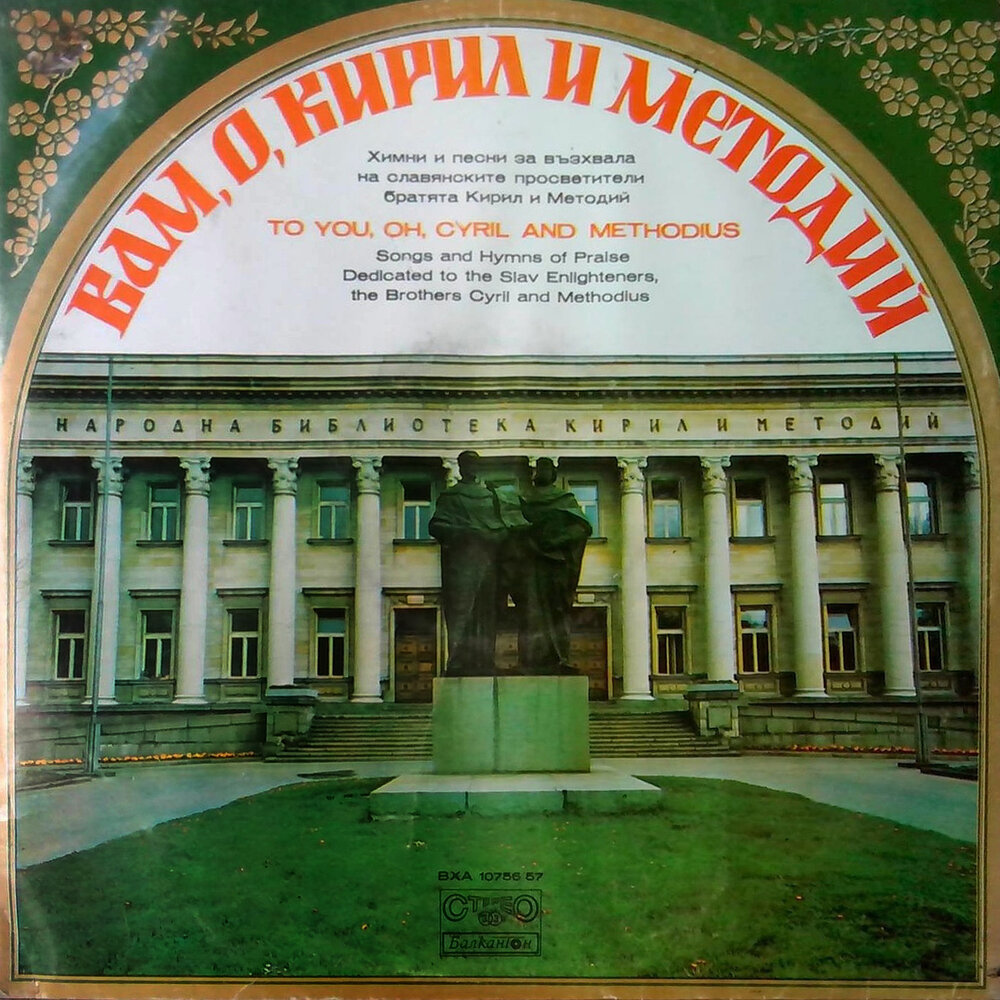 ВАМ, О, КИРИЛ И МЕТОДИЙ
Химни и песни за възхвала
на славянските просветители
братята Кирил и Методий
TO YOU, OH, CYRIL AND METHODIUS
Songs and Hymns of Praise
Dedicated to the Slav Enlighteners,
the Brothers Cyril and Methodius
НАРОДНА БИБЛИОТЕКА КИРИЛ И МЕТОДИЙ
ВХА 10756 57
СТЕРЕО
303
Балкантон